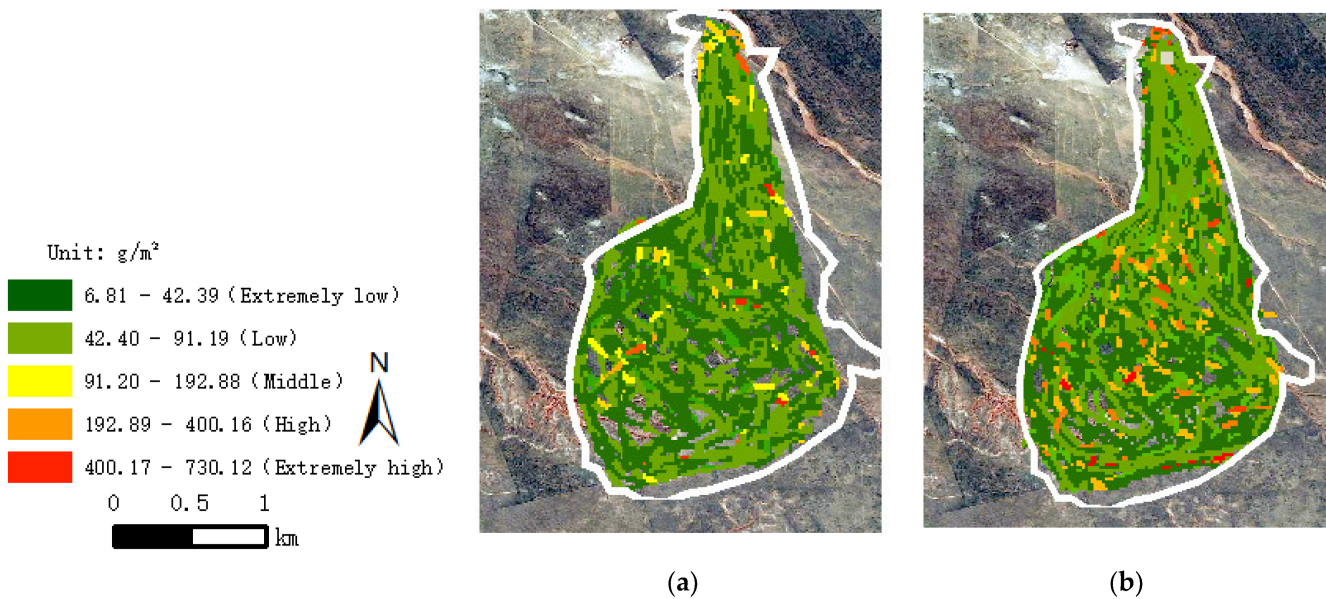 Unit: g/m²
6.81 - 42.39 (Extremely low)
42.40 - 91.19 (Low)
91.20 - 192.88 (Middle)
192.89 - 400.16 (High)
400.17 - 730.12 (Extremely high)
N
0 0.5 1
km
(a) (b)